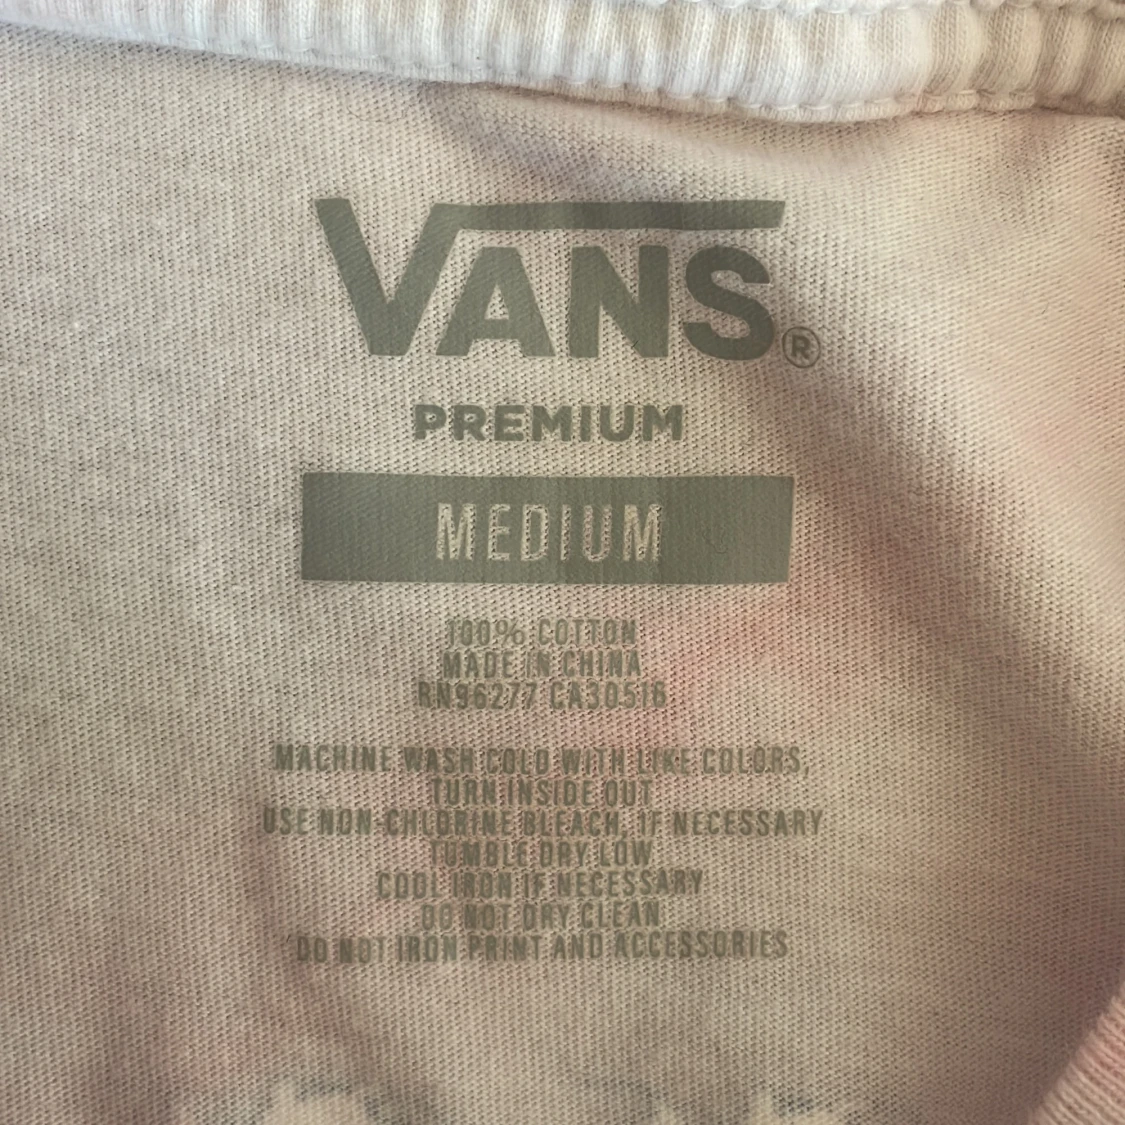 VANS®
PREMIUM
MEDIUM
100% COTTON
MADE IN CHINA
RN96277 CA30516
MACHINE WASH COLD WITH LIKE COLORS,
TURN INSIDE OUT
USE NON-CHLORINE BLEACH, IF NECESSARY
TUMBLE DRY LOW
COOL IRON IF NECESSARY
DO NOT DRY CLEAN
DO NOT IRON PRINT AND ACCESSORIES